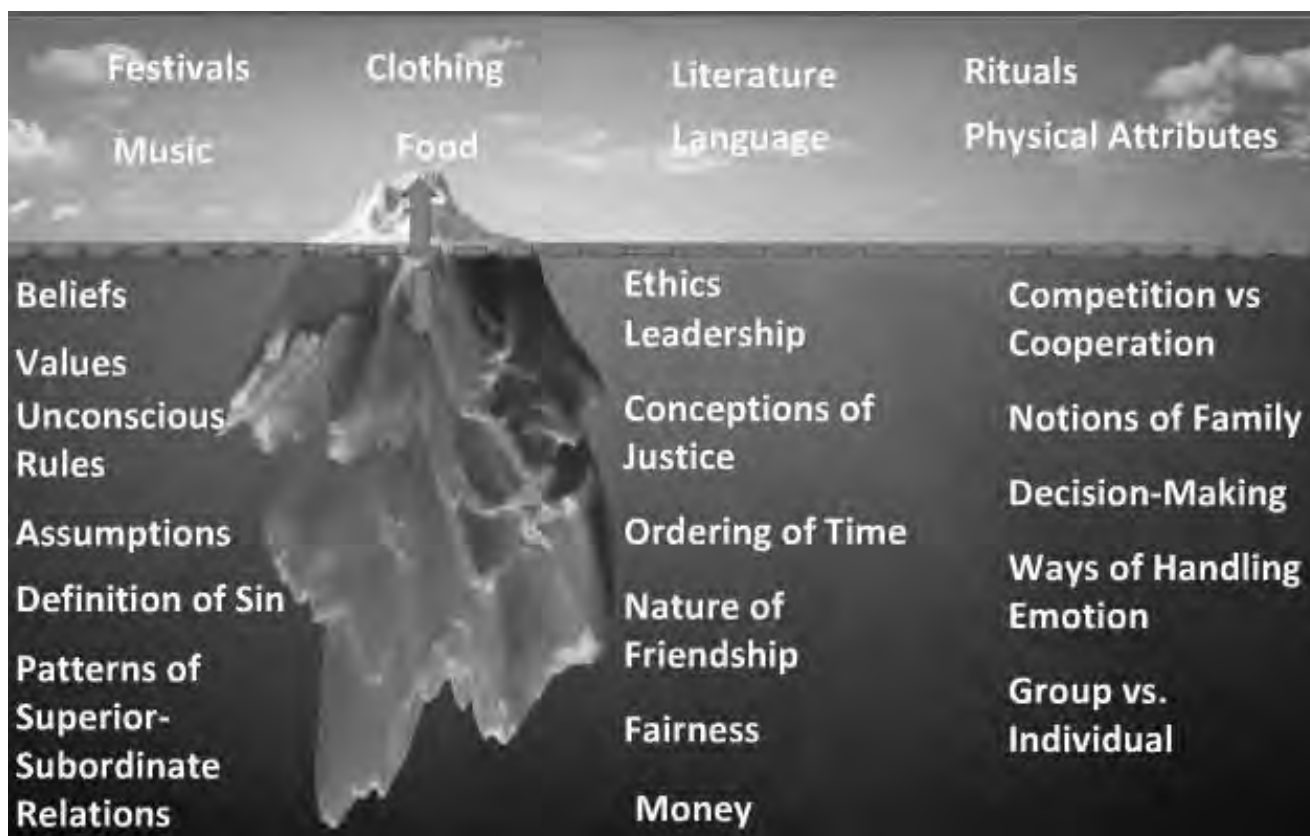 Festivals
Clothing
Literature
Rituals
Music
Food
Language
Physical Attributes
Beliefs
Values
Unconscious
Rules
Assumptions
Definition of Sin
Patterns of
Superior-
Subordinate
Relations
Ethics
Leadership
Conceptions of
Justice
Ordering of Time
Nature of
Friendship
Fairness
Money
Competition vs
Cooperation
Notions of Family
Decision-Making
Ways of Handling
Emotion
Group vs.
Individual